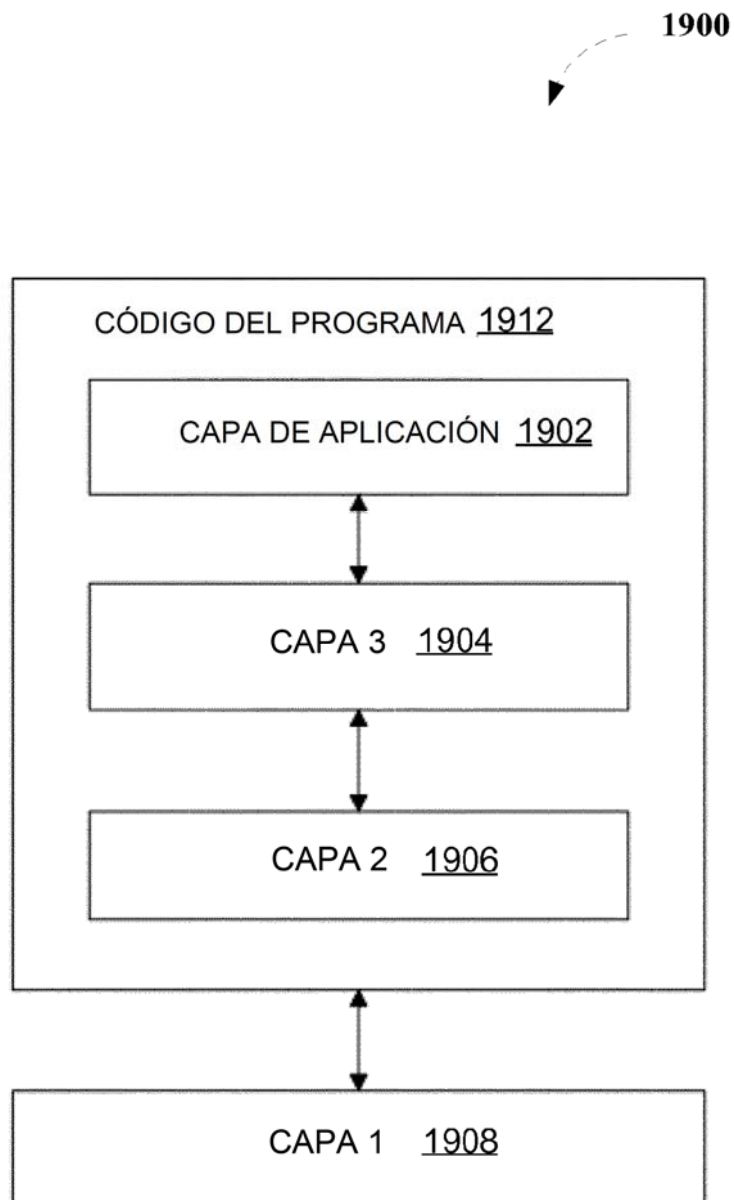 1900
CÓDIGO DEL PROGRAMA 1912
CAPA DE APLICACIÓN 1902
CAPA 3 1904
CAPA 2 1906
CAPA 1 1908